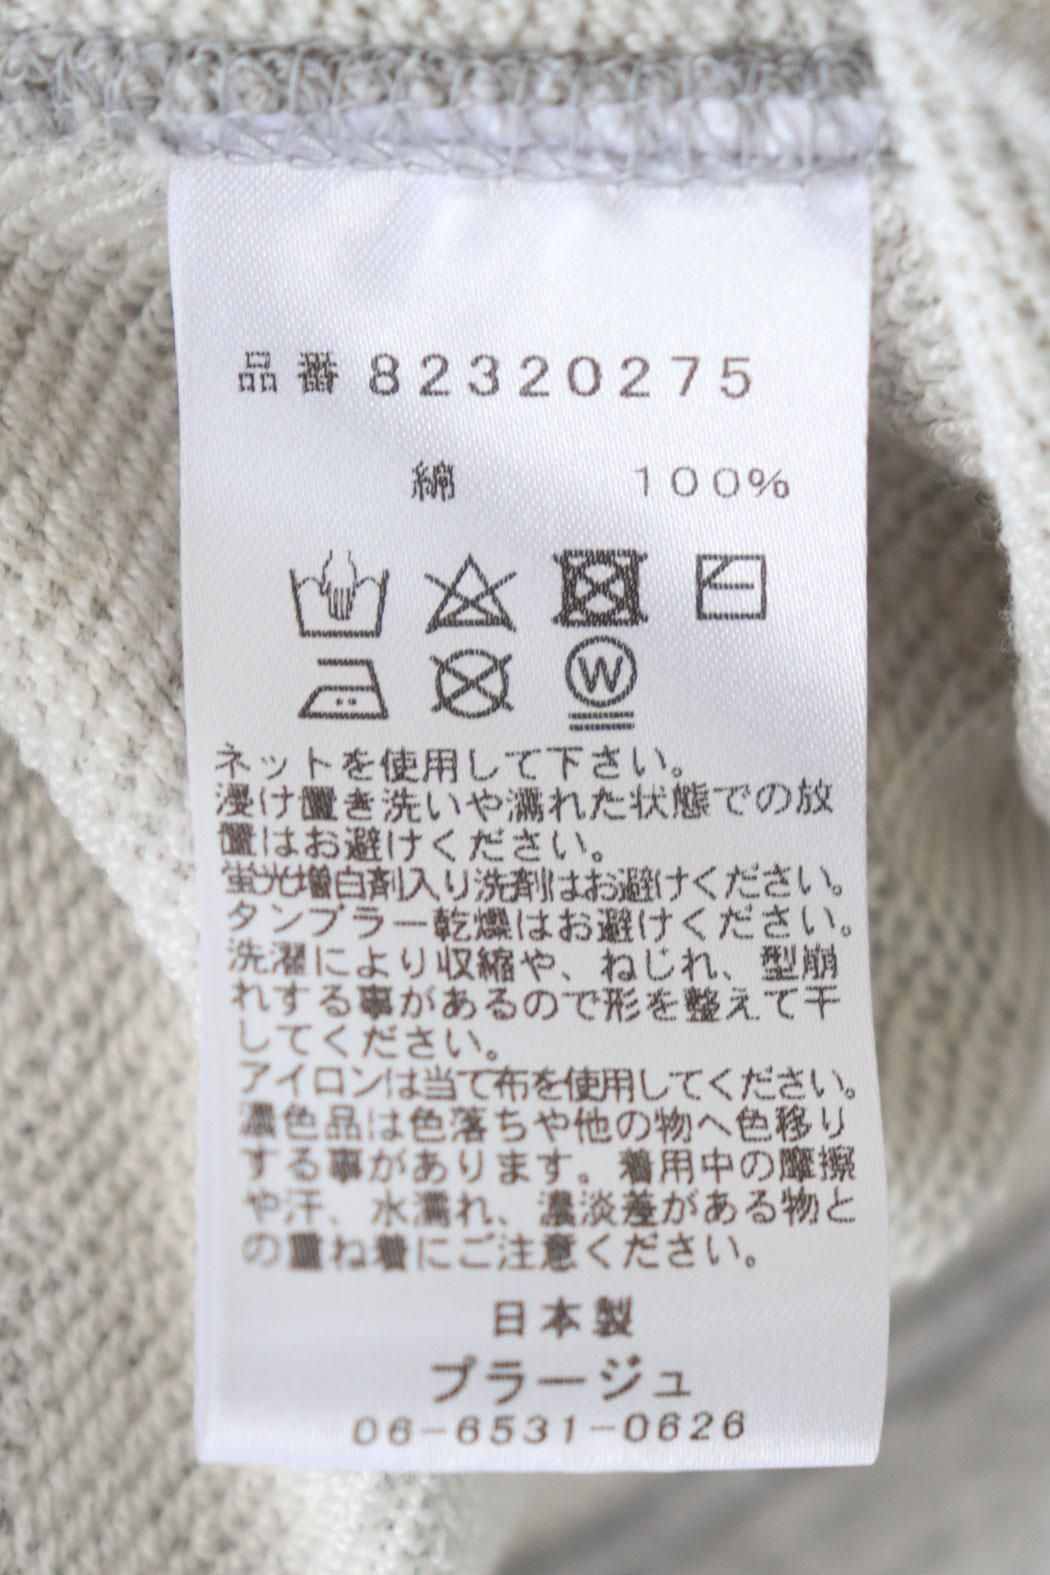 品番82320275
綿 100%
W
ネットを使用して下さい。
浸け置き洗いや濡れた状態での放
置はお避けください。
蛍光増白剤入り洗剤はお避けください。
タンブラー乾燥はお避けください。
洗濯により収縮や、ねじれ、型崩
れする事があるので形を整えて干
してください。
アイロンは当て布を使用してください。
濃色品は色落ちや他の物へ色移り
する事があります。着用中の摩擦
や汗、水濡れ、濃淡差がある物と
の重ね着にご注意ください。
日本製
プラージュ
06-6531-0626